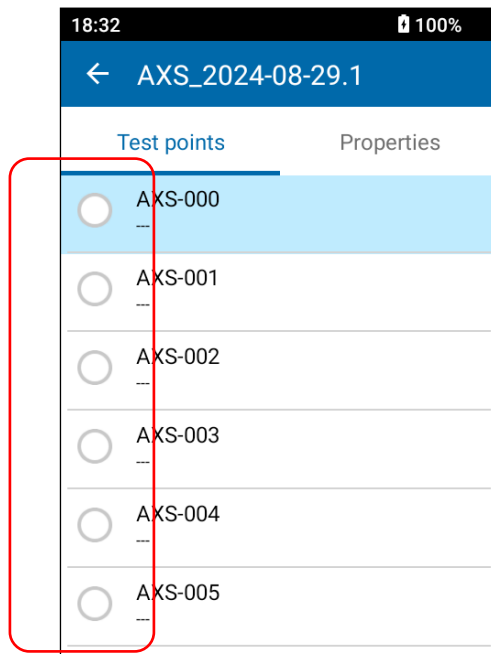 18:32 100%
← AXS_2024-08-29.1
Test points Properties
AXS-000
---
AXS-001
---
AXS-002
---
AXS-003
---
AXS-004
---
AXS-005
---